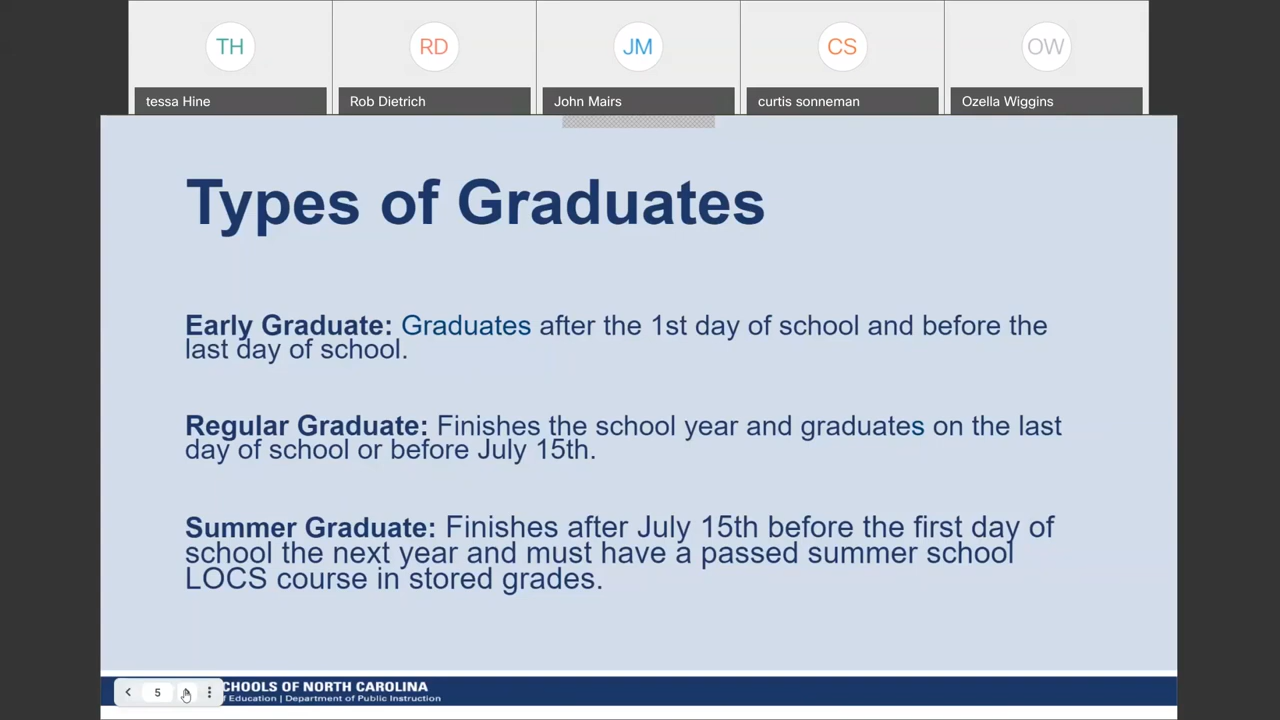 TH
RD
JM
CS
OW
tessa Hine
Rob Dietrich
John Mairs
curtis sonneman
Ozella Wiggins
Types of Graduates
Early Graduate: Graduates after the 1st day of school and before the
last day of school.
Regular Graduate: Finishes the school year and graduates on the last
day of school or before July 15th.
Summer Graduate: Finishes after July 15th before the first day of
school the next year and must have a passed summer school
LOCS course in stored grades.
5
CHOOLS OF NORTH CAROLINA
f Education | Department of Public Instruction